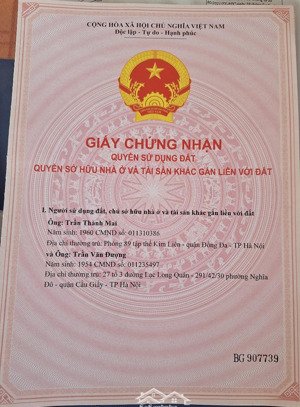 CỘNG HÒA XÃ HỘI CHỦ NGHĨA VIỆT NAM
Độc lập - Tự do - Hạnh phúc
GIẤY CHỨNG NHẬN
QUYỀN SỬ DỤNG ĐẤT
QUYỀN SỞ HỮU NHÀ Ở VÀ TÀI SẢN KHÁC GẮN LIỀN VỚI ĐẤT
I. Người sử dụng đất, chủ sở hữu nhà ở và tài sản khác gắn liền với đất
Ông: Trần Thành Mai
Năm sinh: 1960 CMND số: 011310386
Địa chỉ thường trú: Phòng 89 tập thể Kim Liên - quận Đống Đa- TP Hà Nội
và Ông: Trần Văn Dương
Năm sinh: 1954 CMND số: 011235497
Địa chỉ thường trú: 27 tổ 3 đường Lạc Long Quân - 291/42/30 phường Nghĩa
Đô - quận Cầu Giấy - TP Hà Nội
BG 907739